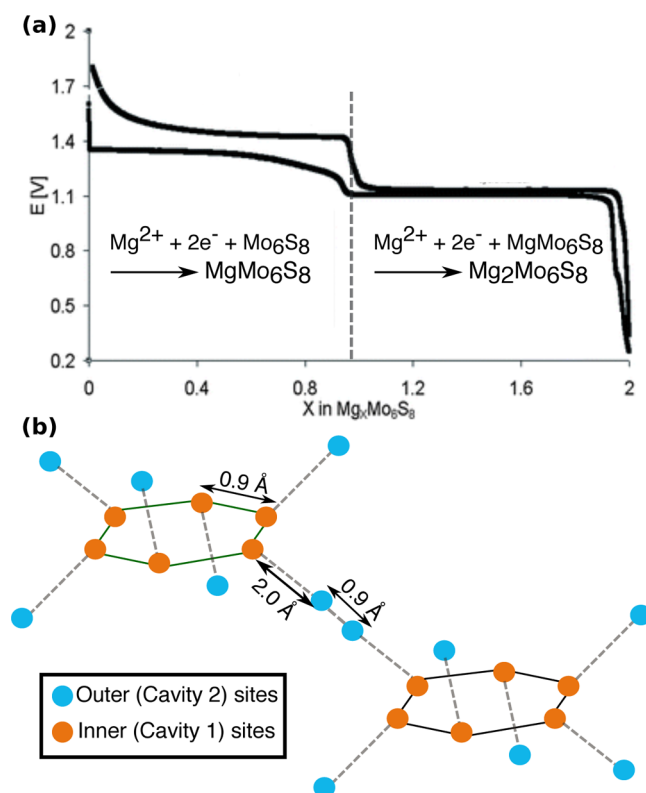 (a)
2
1.7
1.4
1.1
0.8
0.5
0.2
E [V]
Mg2+ + 2e- + Mo6S8
MgMo6S8
Mg2+ + 2e- + MgMo6S8
Mg2Mo6S8
0 0.4 0.8 1.2 1.6 2
X in MgXMo6S8
(b)
0.9 Å
2.0 Å
0.9 Å
Outer (Cavity 2) sites
Inner (Cavity 1) sites